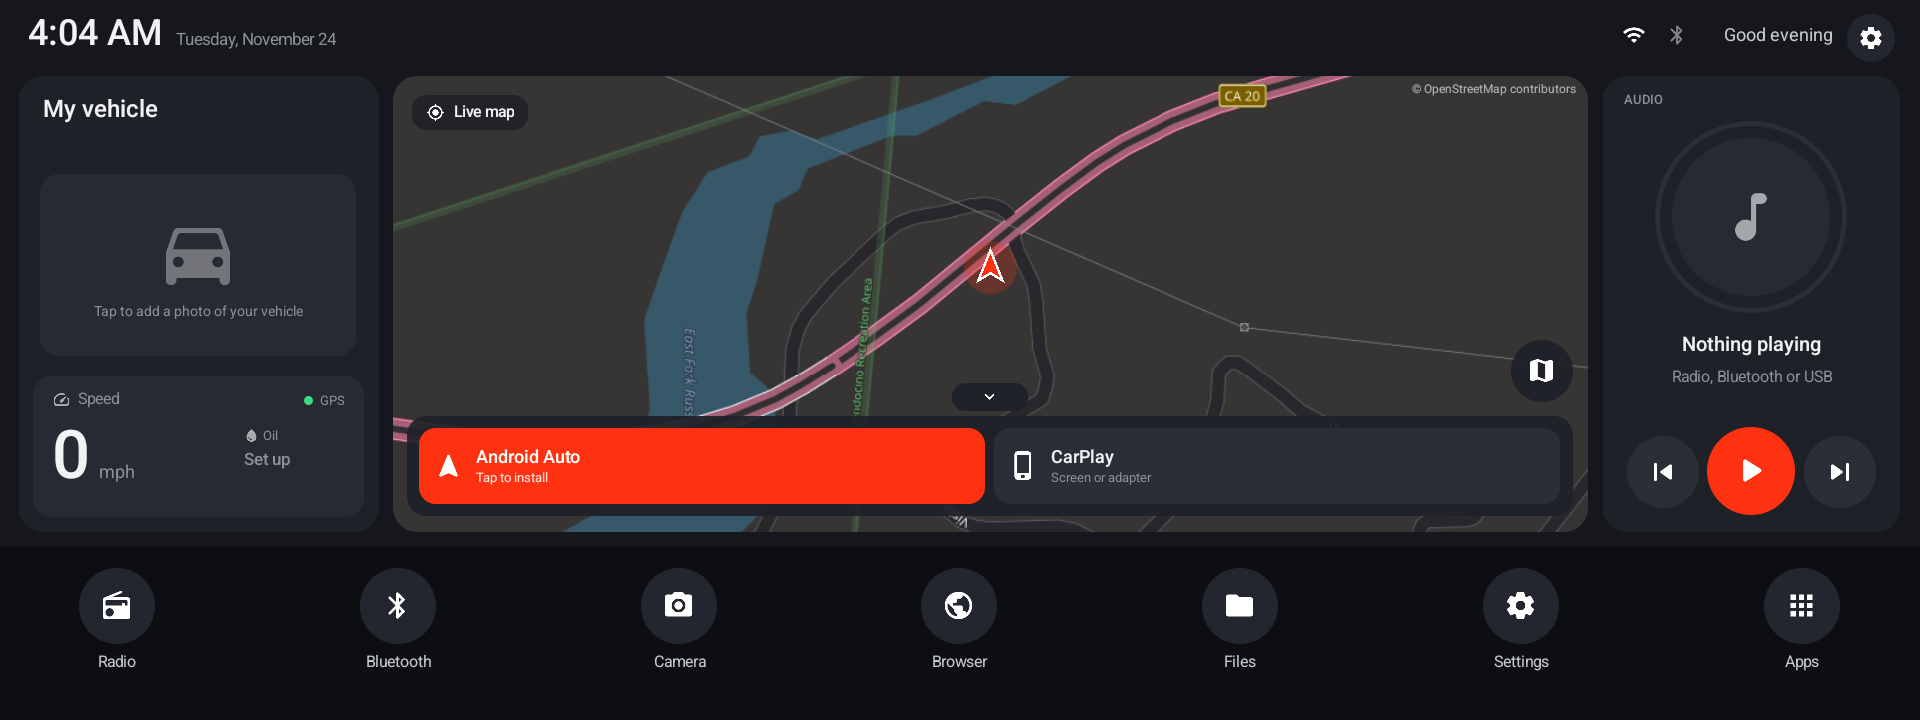 4:04 AM
Tuesday, November 24
Good evening
My vehicle
Tap to add a photo of your vehicle
Speed
GPS
0 mph
Oil
Set up
Live map
CA 20
© OpenStreetMap contributors
East Fork Russ
ndocino Recreation Area
Android Auto
Tap to install
CarPlay
Screen or adapter
AUDIO
Nothing playing
Radio, Bluetooth or USB
Radio
Bluetooth
Camera
Browser
Files
Settings
Apps